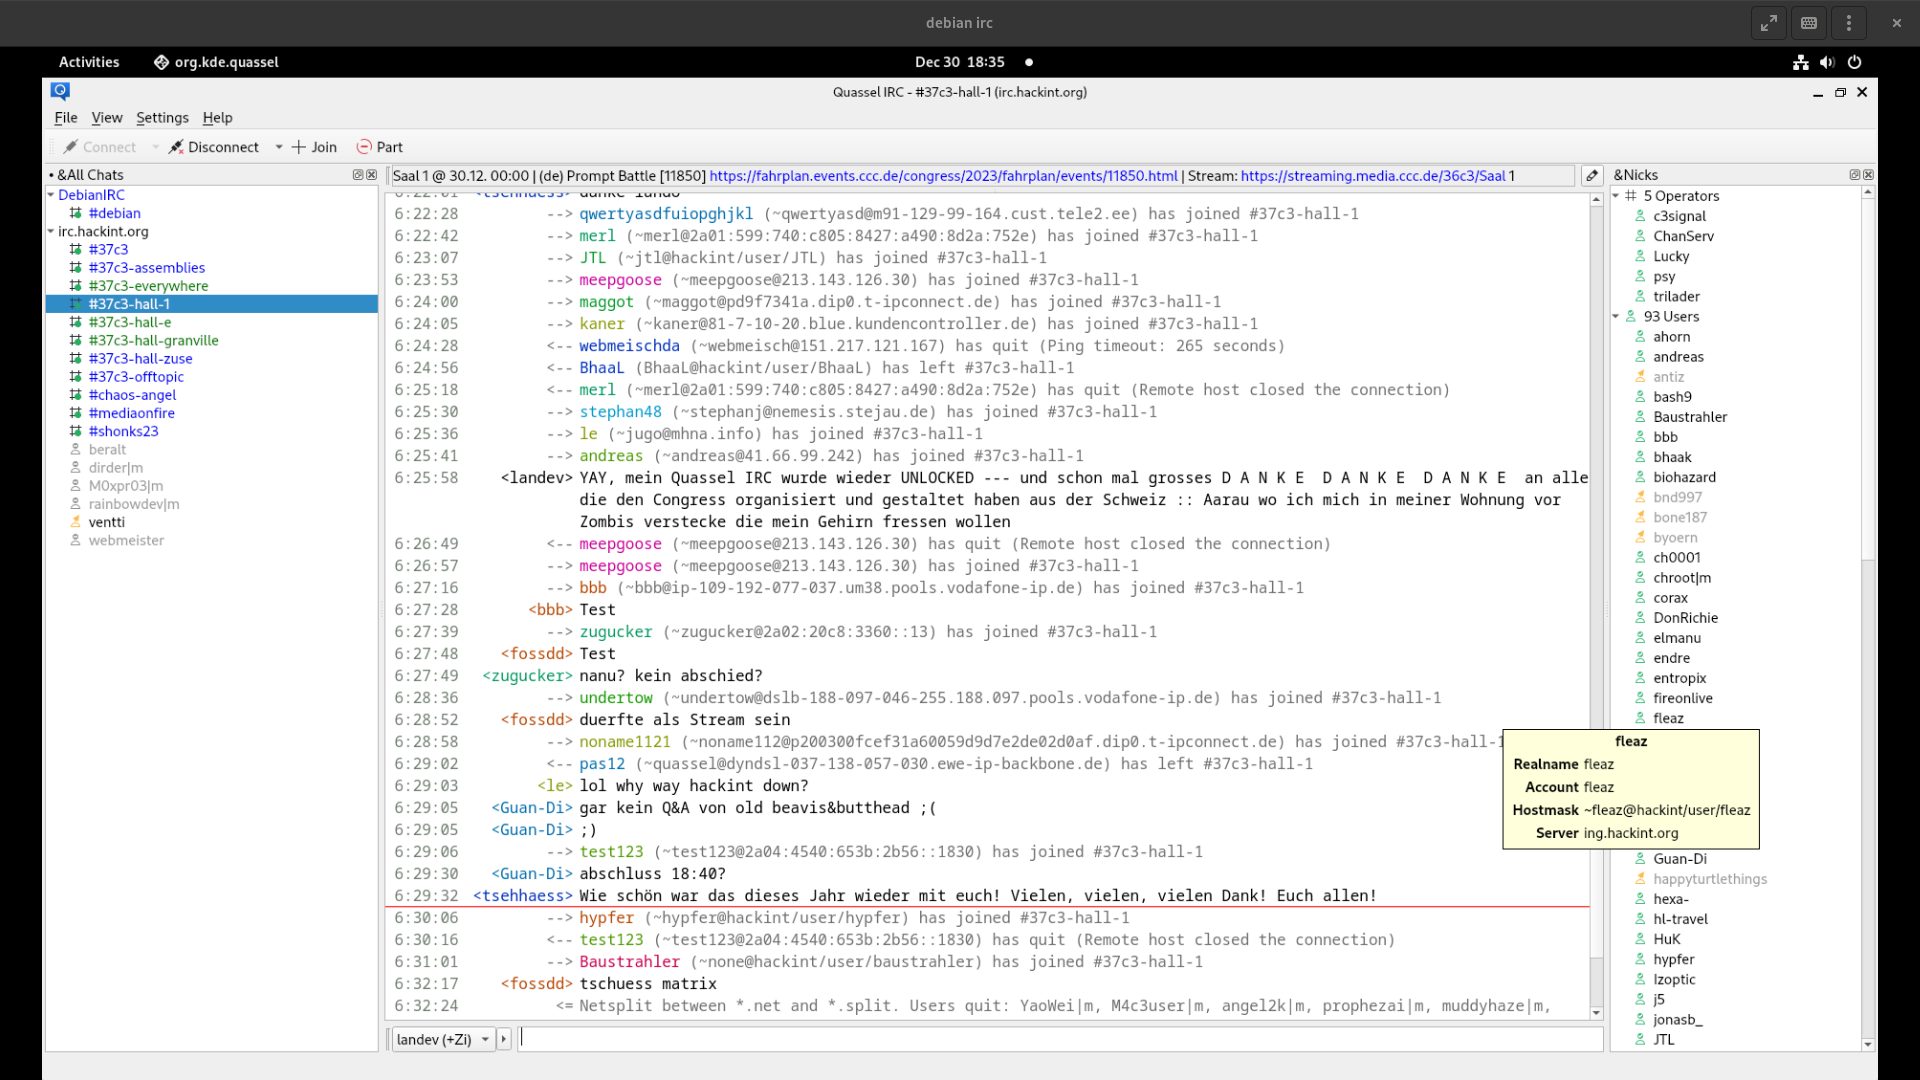 debian irc
Activities
org.kde.quassel
Dec 30 18:35
Quassel IRC - #37c3-hall-1 (irc.hackint.org)
File View Settings Help
Connect Disconnect Join Part
&All Chats
DebianIRC
#debian
irc.hackint.org
#37c3
#37c3-assemblies
#37c3-everywhere
#37c3-hall-1
#37c3-hall-e
#37c3-hall-granville
#37c3-hall-zuse
#37c3-offtopic
#chaos-angel
#mediaonfire
#shonks23
beralt
dirder|m
M0xpr03|m
rainbowdev|m
ventti
webmeister
Saal 1 @ 30.12. 00:00 | (de) Prompt Battle [11850] https://fahrplan.events.ccc.de/congress/2023/fahrplan/events/11850.html | Stream: https://streaming.media.ccc.de/36c3/Saal 1
6:22:01 <tsehhaess> danke lando
6:22:28 --> qwertyasdfuiopghjkl (~qwertyasd@m91-129-99-164.cust.tele2.ee) has joined #37c3-hall-1
6:22:42 --> merl (~merl@2a01:599:740:c805:8427:a490:8d2a:752e) has joined #37c3-hall-1
6:23:07 --> JTL (~jtl@hackint/user/JTL) has joined #37c3-hall-1
6:23:53 --> meepgoose (~meepgoose@213.143.126.30) has joined #37c3-hall-1
6:24:00 --> maggot (~maggot@pd9f7341a.dip0.t-ipconnect.de) has joined #37c3-hall-1
6:24:05 --> kaner (~kaner@81-7-10-20.blue.kundencontroller.de) has joined #37c3-hall-1
6:24:28 <-- webmeischda (~webmeisch@151.217.121.167) has quit (Ping timeout: 265 seconds)
6:24:56 <-- BhaaL (BhaaL@hackint/user/BhaaL) has left #37c3-hall-1
6:25:18 <-- merl (~merl@2a01:599:740:c805:8427:a490:8d2a:752e) has quit (Remote host closed the connection)
6:25:30 --> stephan48 (~stephanj@nemesis.stejau.de) has joined #37c3-hall-1
6:25:36 --> le (~jugo@mhna.info) has joined #37c3-hall-1
6:25:41 --> andreas (~andreas@41.66.99.242) has joined #37c3-hall-1
6:25:58 <landev> YAY, mein Quassel IRC wurde wieder UNLOCKED --- und schon mal grosses D A N K E  D A N K E  D A N K E  an alle
die den Congress organisiert und gestaltet haben aus der Schweiz :: Aarau wo ich mich in meiner Wohnung vor
Zombis verstecke die mein Gehirn fressen wollen
6:26:49 <-- meepgoose (~meepgoose@213.143.126.30) has quit (Remote host closed the connection)
6:26:57 --> meepgoose (~meepgoose@213.143.126.30) has joined #37c3-hall-1
6:27:16 --> bbb (~bbb@ip-109-192-077-037.um38.pools.vodafone-ip.de) has joined #37c3-hall-1
6:27:28 <bbb> Test
6:27:39 --> zugucker (~zugucker@2a02:20c8:3360::13) has joined #37c3-hall-1
6:27:48 <fossdd> Test
6:27:49 <zugucker> nanu? kein abschied?
6:28:36 --> undertow (~undertow@dslb-188-097-046-255.188.097.pools.vodafone-ip.de) has joined #37c3-hall-1
6:28:52 <fossdd> duerfte als Stream sein
6:28:58 --> noname1121 (~noname112@p200300fcef31a60059d9d7e2de02d0af.dip0.t-ipconnect.de) has joined #37c3-hall-1
6:29:02 <-- pas12 (~quassel@dyndsl-037-138-057-030.ewe-ip-backbone.de) has left #37c3-hall-1
6:29:03 <le> lol why way hackint down?
6:29:05 <Guan-Di> gar kein Q&A von old beavis&butthead ;(
6:29:05 <Guan-Di> ;)
6:29:06 --> test123 (~test123@2a04:4540:653b:2b56::1830) has joined #37c3-hall-1
6:29:30 <Guan-Di> abschluss 18:40?
6:29:32 <tsehhaess> Wie schön war das dieses Jahr wieder mit euch! Vielen, vielen, vielen Dank! Euch allen!
6:30:06 --> hypfer (~hypfer@hackint/user/hypfer) has joined #37c3-hall-1
6:30:16 <-- test123 (~test123@2a04:4540:653b:2b56::1830) has quit (Remote host closed the connection)
6:31:01 --> Baustrahler (~none@hackint/user/baustrahler) has joined #37c3-hall-1
6:32:17 <fossdd> tschuess matrix
6:32:24 <= Netsplit between *.net and *.split. Users quit: YaoWei|m, M4c3user|m, angel2k|m, prophezai|m, muddyhaze|m,
landev (+Zi)
&Nicks
5 Operators
c3signal
ChanServ
Lucky
psy
trilader
93 Users
ahorn
andreas
antiz
bash9
Baustrahler
bbb
bhaak
biohazard
bnd997
bone187
byoern
ch0001
chroot|m
corax
DonRichie
elmanu
endre
entropix
fireonlive
fleaz
fleaz
Realname fleaz
Account fleaz
Hostmask ~fleaz@hackint/user/fleaz
Server ing.hackint.org
Guan-Di
happyturtlethings
hexa-
hl-travel
HuK
hypfer
Izoptic
j5
jonasb_
JTL